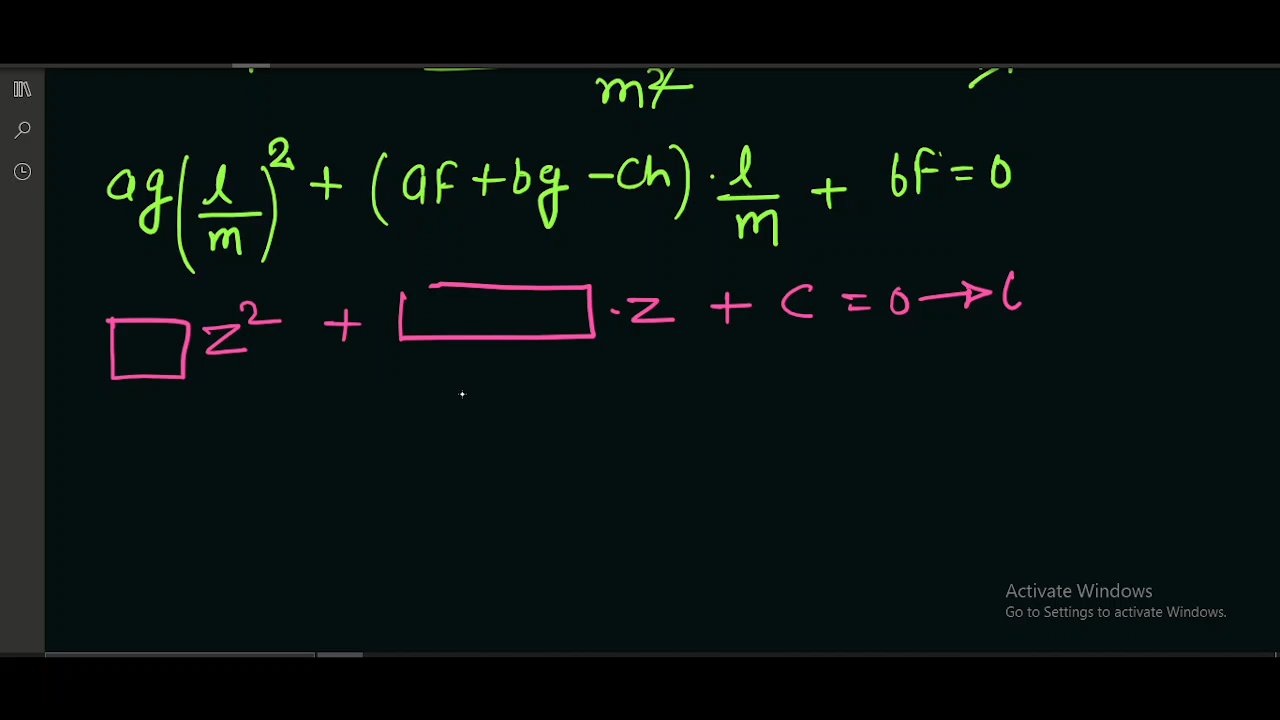 m²
ag(l/m)² + (aF + bg - ch) · l/m + bF = 0
□ z² + □ · z + C = 0 → (
Activate Windows
Go to Settings to activate Windows.